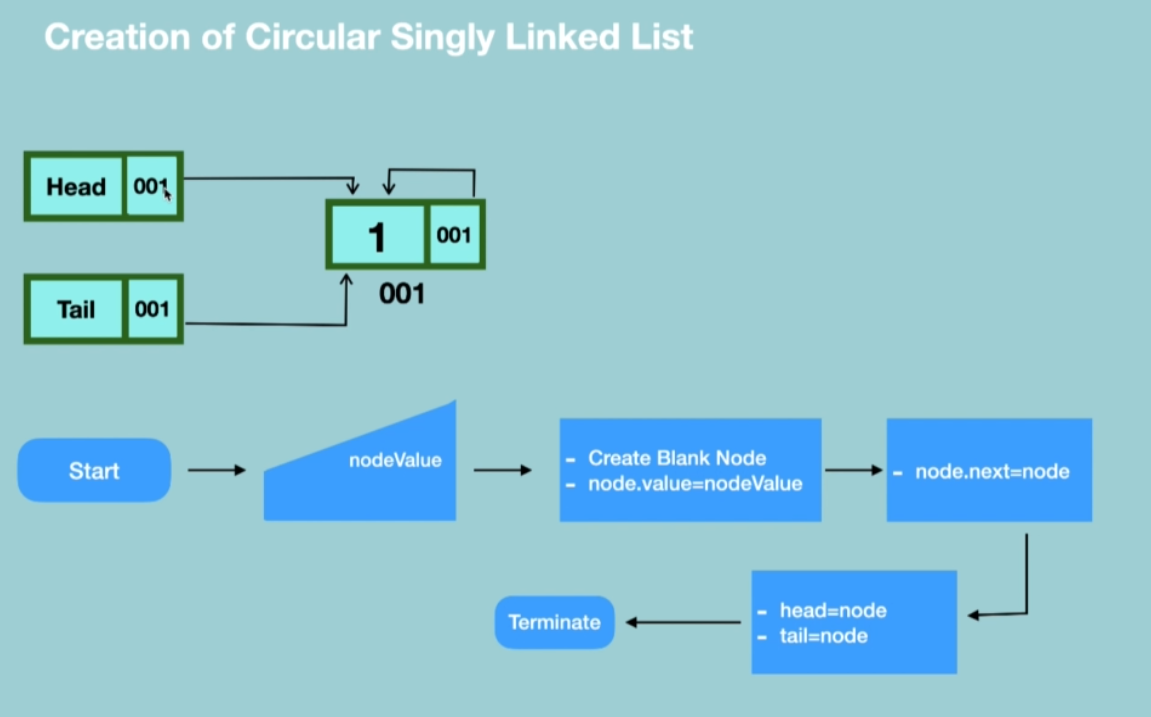 Creation of Circular Singly Linked List
Head 001
1 001
001
Tail 001
Start
nodeValue
- Create Blank Node
- node.value=nodeValue
- node.next=node
- head=node
- tail=node
Terminate